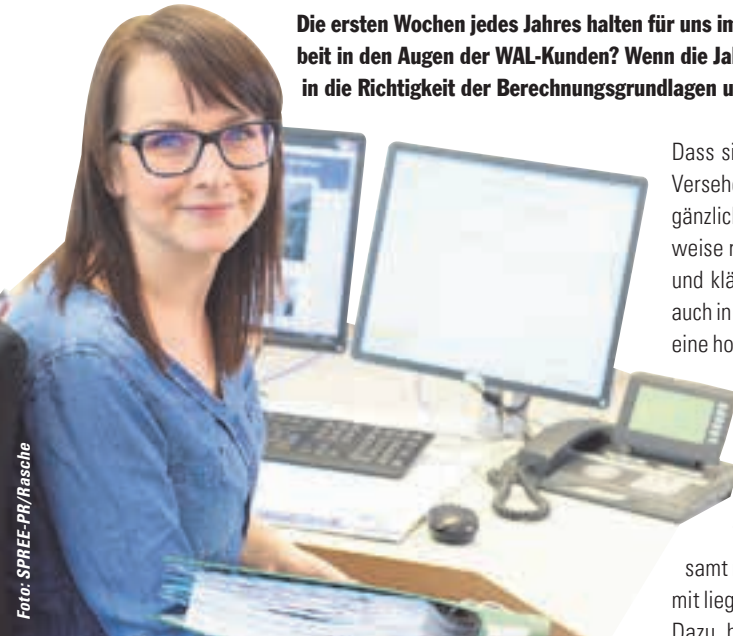 Die ersten Wochen jedes Jahres halten für uns im
beit in den Augen der WAL-Kunden? Wenn die Jah
in die Richtigkeit der Berechnungsgrundlagen u
Dass si
Versehe
gänzlich
weise r
und klä
auch in
eine ho
samt
mit lieg
Dazu h
Foto: SPREE-PR/Rasche